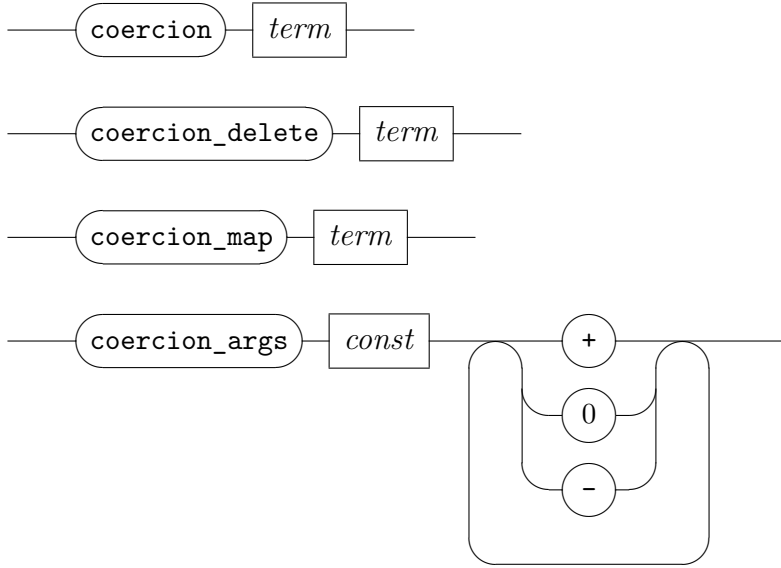 coercion term
coercion_delete term
coercion_map term
coercion_args const +
0
-